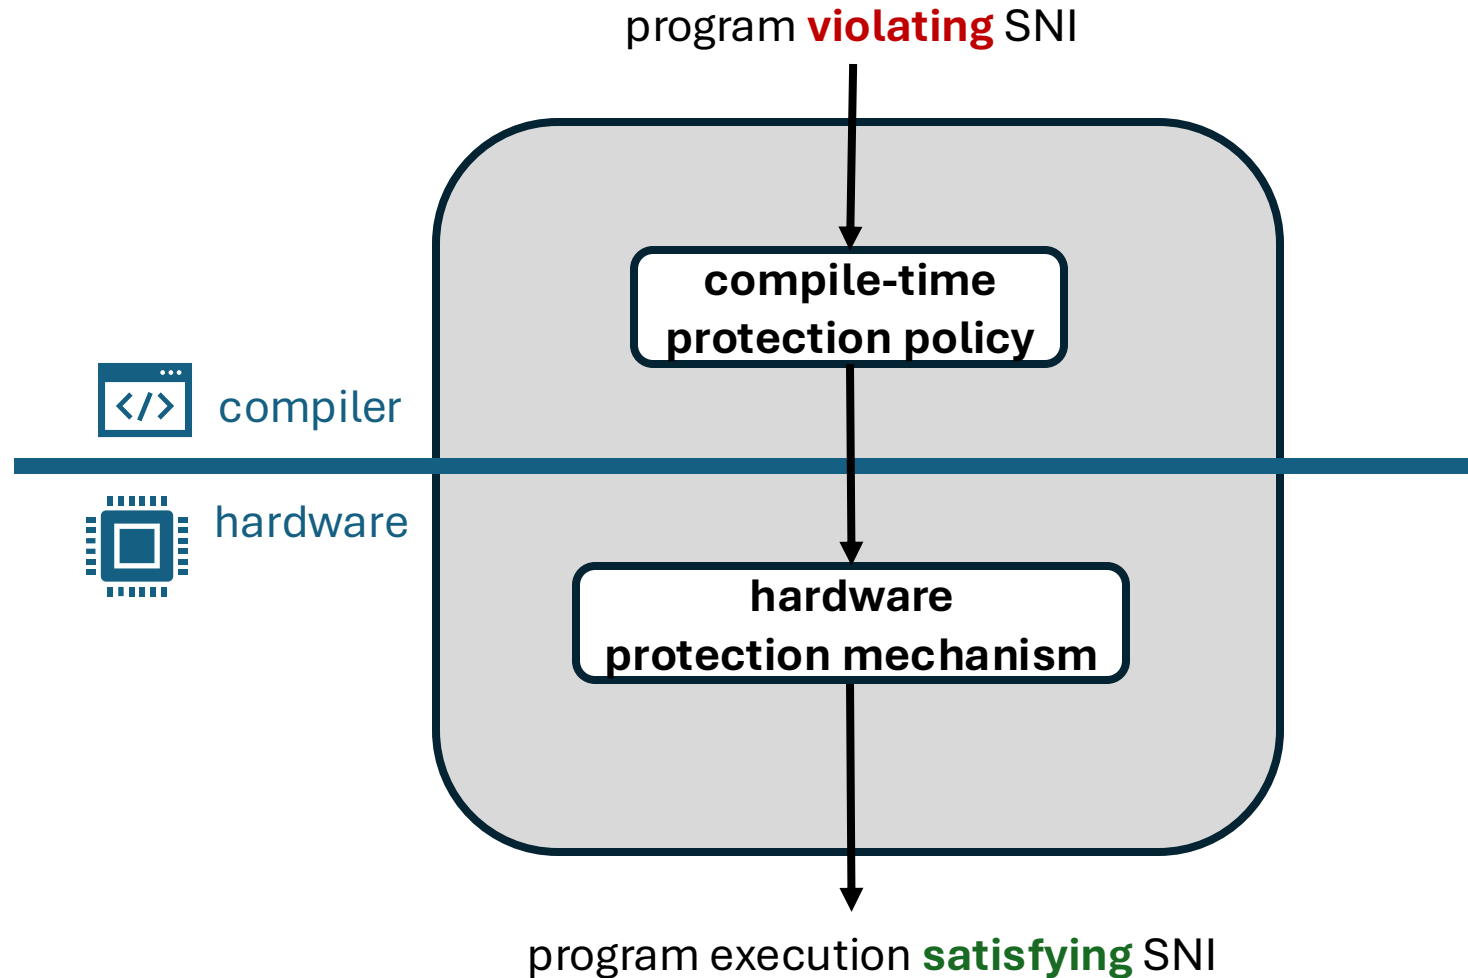 program violating SNI
compile-time
protection policy
</> compiler
hardware
hardware
protection mechanism
program execution satisfying SNI